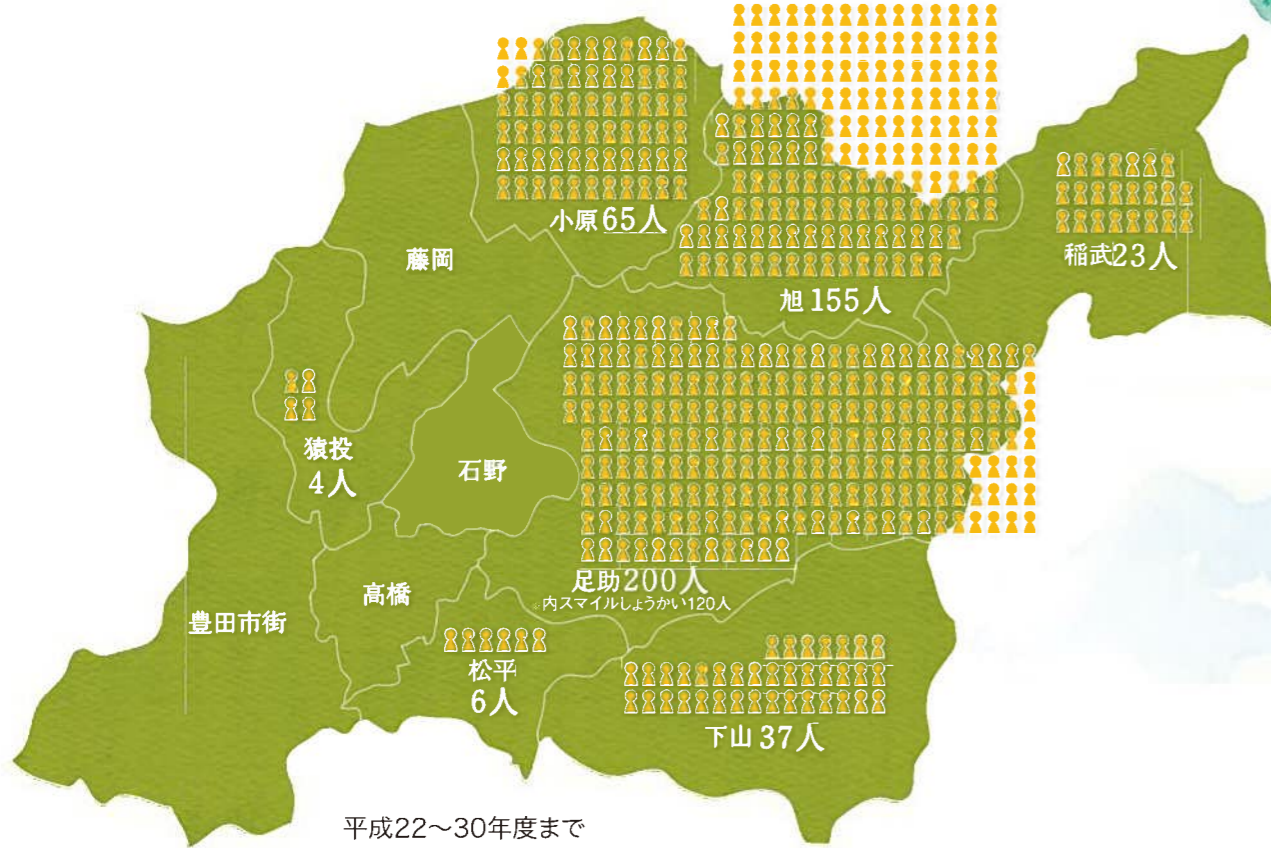 小原65人
藤岡
稲武23人
旭155人
猿投
4人
石野
足助200人
内スマイルしょうかい120人
高橋
豊田市街
松平
6人
下山37人
平成22～30年度まで